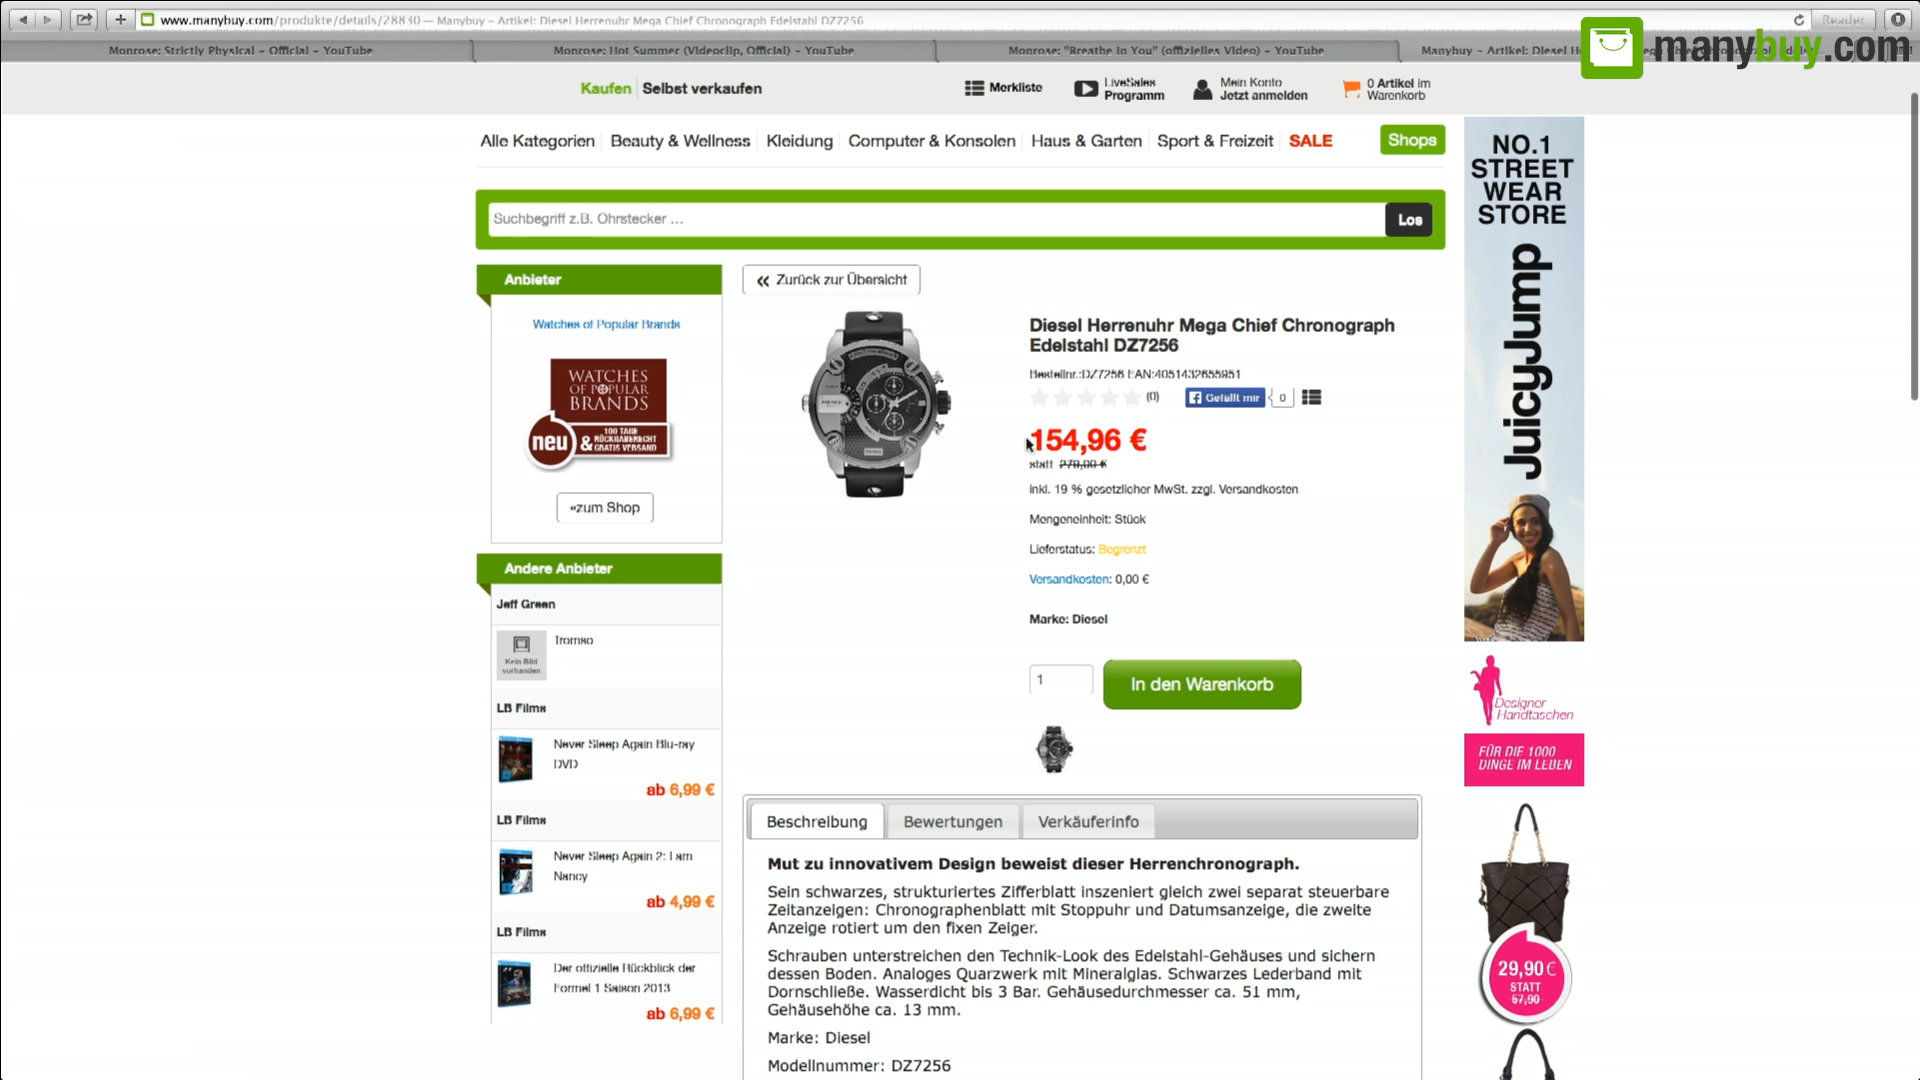 www.manybuy.com/produkte/details/28830 — Manybuy – Artikel: Diesel Herrenuhr Mega Chief Chronograph Edelstahl DZ7256
Reader
Monrose: Strictly Physical – Official – YouTube
Monrose: Hot Summer (Videoclip, Official) – YouTube
Monrose: "Breathe In You" (offizielles Video) – YouTube
Manybuy – Artikel: Diesel
manybuy.com
Kaufen
Selbst verkaufen
Merkliste
LiveSales
Programm
Mein Konto
Jetzt anmelden
0 Artikel im
Warenkorb
Alle Kategorien
Beauty & Wellness
Kleidung
Computer & Konsolen
Haus & Garten
Sport & Freizeit
SALE
Shops
Suchbegriff z.B. Ohrstecker ...
Los
Anbieter
Watches of Popular Brands
WATCHES
OF POPULAR
BRANDS
neu
& 100 TAGE
RÜCKGABERECHT
GRATIS VERSAND
«zum Shop
Andere Anbieter
Jeff Green
Kein Bild
vorhanden
Tromso
LB Films
Never Sleep Again Blu-ray
DVD
ab 6,99 €
LB Films
Never Sleep Again 2: I am
Nancy
ab 4,99 €
LB Films
Der offizielle Rückblick der
Formel 1 Saison 2013
ab 6,99 €
« Zurück zur Übersicht
Diesel Herrenuhr Mega Chief Chronograph
Edelstahl DZ7256
Bestellnr.:DZ7256 EAN:4051432655951
(0)
Gefällt mir
0
154,96 €
statt 279,00 €
inkl. 19 % gesetzlicher MwSt. zzgl. Versandkosten
Mengeneinheit: Stück
Lieferstatus: Begrenzt
Versandkosten: 0,00 €
Marke: Diesel
1
In den Warenkorb
Beschreibung
Bewertungen
Verkäuferinfo
Mut zu innovativem Design beweist dieser Herrenchronograph.
Sein schwarzes, strukturiertes Zifferblatt inszeniert gleich zwei separat steuerbare
Zeitanzeigen: Chronographenblatt mit Stoppuhr und Datumsanzeige, die zweite
Anzeige rotiert um den fixen Zeiger.
Schrauben unterstreichen den Technik-Look des Edelstahl-Gehäuses und sichern
dessen Boden. Analoges Quarzwerk mit Mineralglas. Schwarzes Lederband mit
Dornschließe. Wasserdicht bis 3 Bar. Gehäusedurchmesser ca. 51 mm,
Gehäusehöhe ca. 13 mm.
Marke: Diesel
Modellnummer: DZ7256
NO.1
STREET
WEAR
STORE
JuicyJump
Designer
Handtaschen
FÜR DIE 1000
DINGE IM LEBEN
29,90 €
STATT
67,90